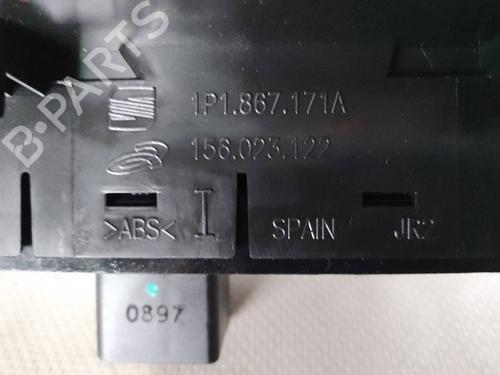 B-PARTS
1P1.867.171A
156.023.122
>ABS< I SPAIN JR2
0897